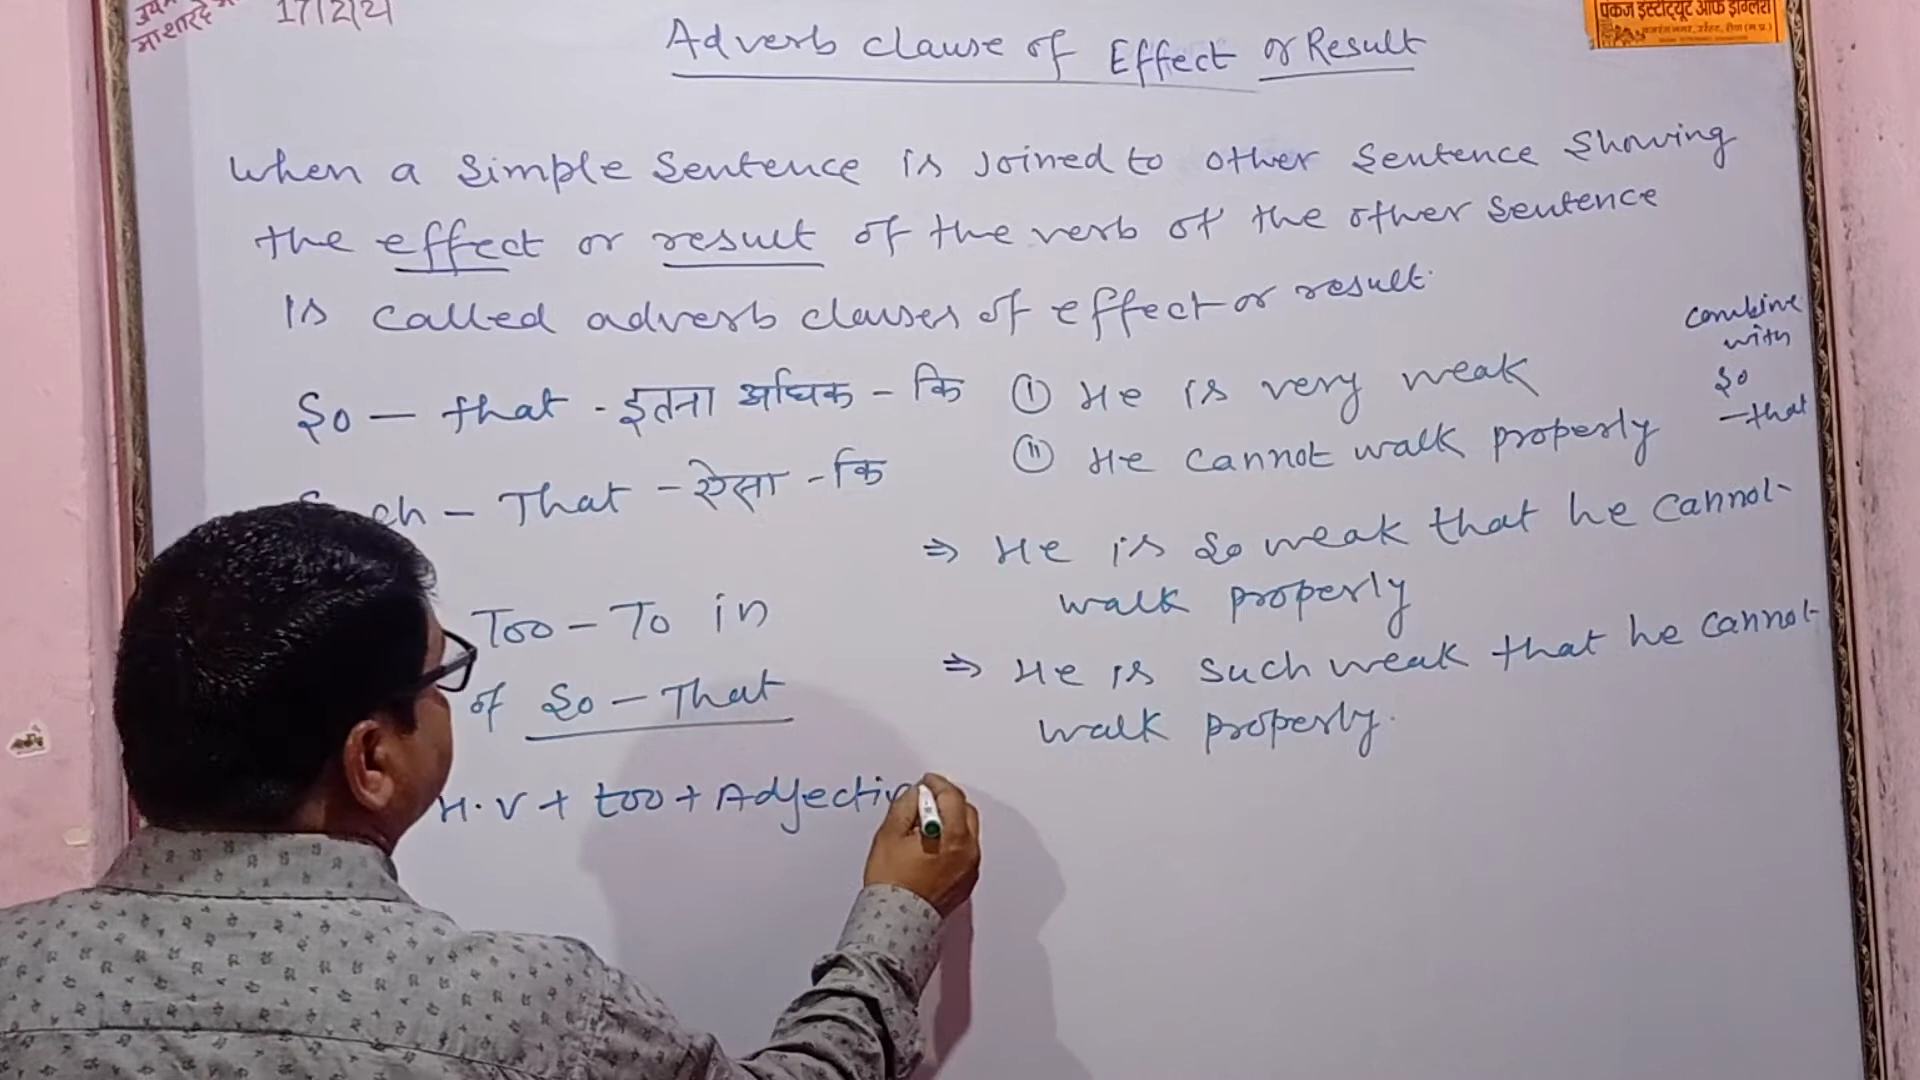 17/2/21
पंकज इंस्टीट्यूट ऑफ इंग्लिश
Adverb clause of Effect or Result
When a simple sentence is joined to other sentence showing
the effect or result of the verb of the other sentence
is called adverb clauses of effect or result.
So — that - इतना अधिक - कि
ch — That - ऐसा - कि
Too — To in
of So — That
H.V + too + Adjectiv
① He is very weak
② He cannot walk properly
combine
with
so
—that
⇒ He is so weak that he cannot
walk properly
⇒ He is such weak that he cannot
walk properly.